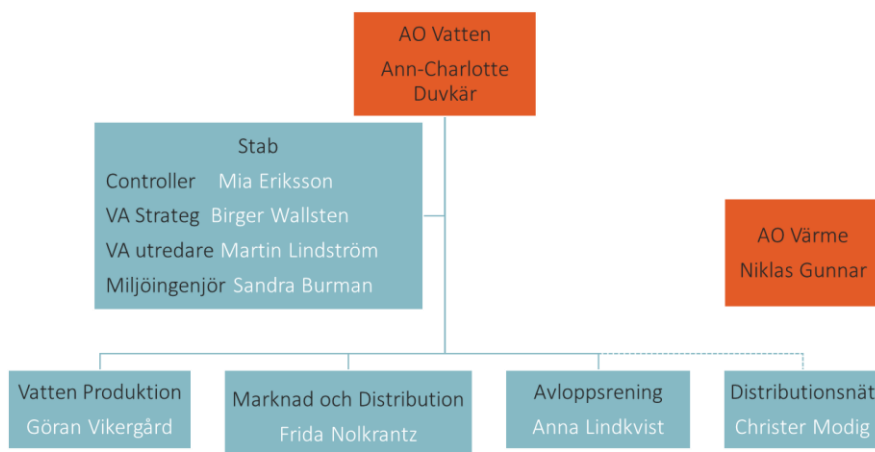 AO Vatten
Ann-Charlotte
Duvkär
Stab
Controller Mia Eriksson
VA Strateg Birger Wallsten
VA utredare Martin Lindström
Miljöingenjör Sandra Burman
AO Värme
Niklas Gunnar
Vatten Produktion
Göran Vikergård
Marknad och Distribution
Frida Nolkrantz
Avloppsrening
Anna Lindkvist
Distributionsnät
Christer Modig